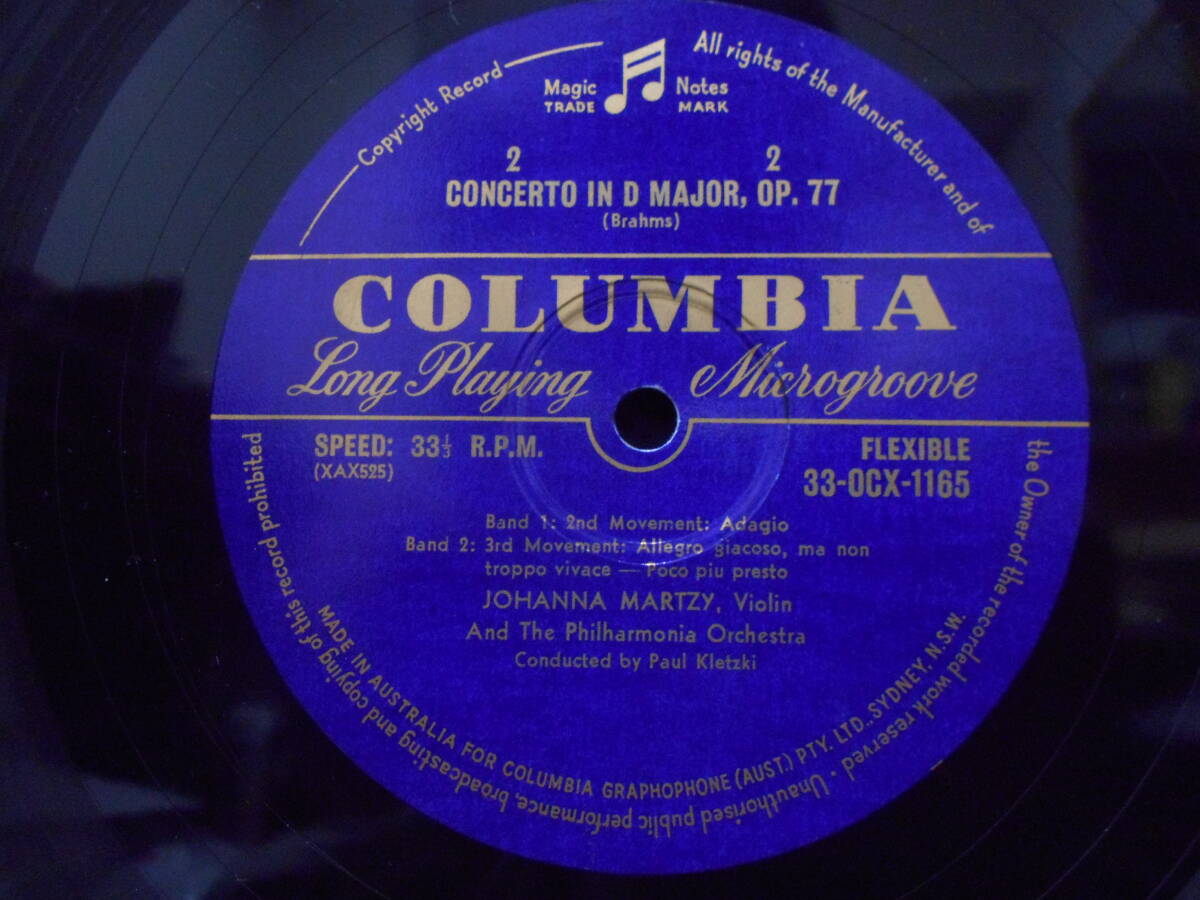 Copyright Record
All rights of the Manufacturer and of
the Owner of the recorded work reserved · Unauthorised public performance, broadcasting and copying of this record prohibited
Magic Notes
TRADE MARK
2 2
CONCERTO IN D MAJOR, OP. 77
(Brahms)
COLUMBIA
Long Playing Microgroove
SPEED: 33⅓ R.P.M.
(XAX525)
FLEXIBLE
33-OCX-1165
Band 1: 2nd Movement: Adagio
Band 2: 3rd Movement: Allegro giacoso, ma non
troppo vivace — Poco piu presto
JOHANNA MARTZY, Violin
And The Philharmonia Orchestra
Conducted by Paul Kletzki
MADE IN AUSTRALIA FOR COLUMBIA GRAPHOPHONE (AUST.) PTY. LTD., SYDNEY, N.S.W.